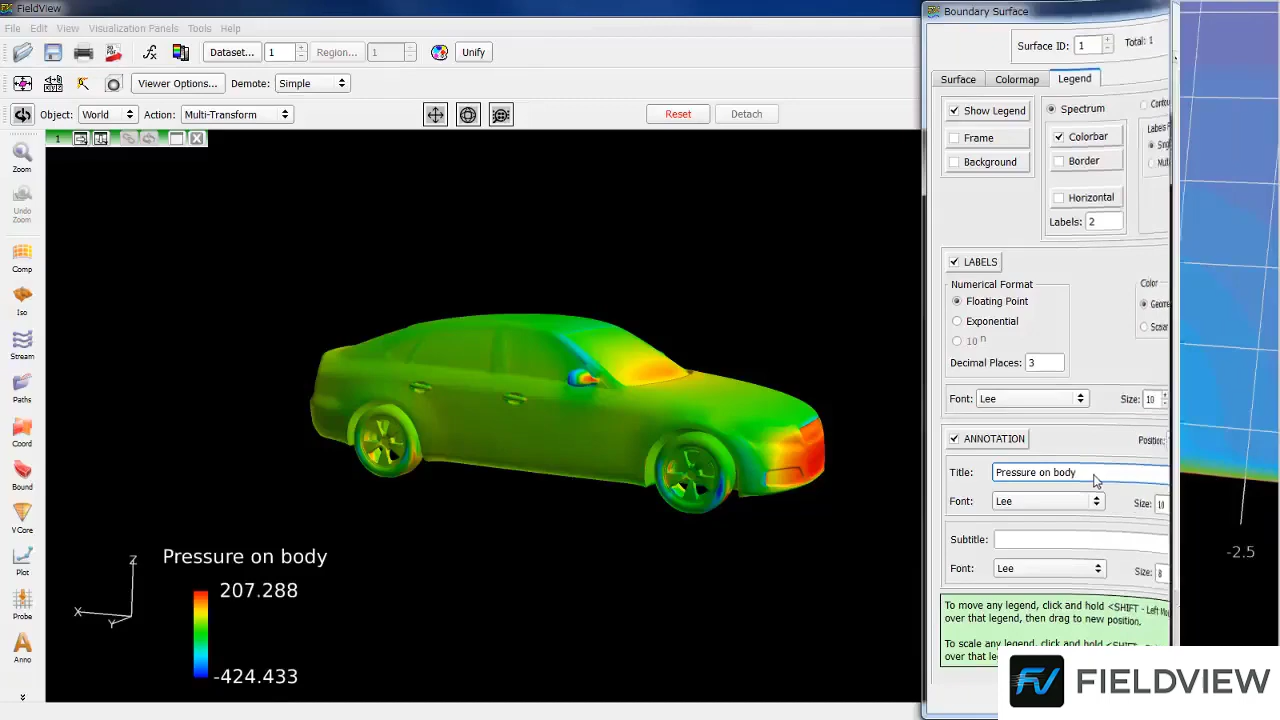 FieldView
File Edit View Visualization Panels Tools Help
Dataset... 1 Region... 1 Unify
Viewer Options... Demote: Simple
Object: World Action: Multi-Transform Reset Detach
1
Zoom
Undo
Zoom
Comp
Iso
Stream
Paths
Coord
Bound
VCore
Plot
Probe
Anno
Z
X
Y
Pressure on body
207.288
-424.433
Boundary Surface
Surface ID: 1 Total: 1
Surface Colormap Legend
Show Legend
Frame
Background
Spectrum
Colorbar
Border
Horizontal
Labels: 2
LABELS
Numerical Format
Floating Point
Exponential
10 n
Decimal Places: 3
Color
Font: Lee Size: 10
ANNOTATION Position:
Title: Pressure on body
Font: Lee Size: 10
Subtitle:
Font: Lee Size: 8
To move any legend, click and hold <SHIFT - Left
over that legend, then drag to new position.
To scale any legend, click and hold
over that
-2.5
FV FIELDVIEW